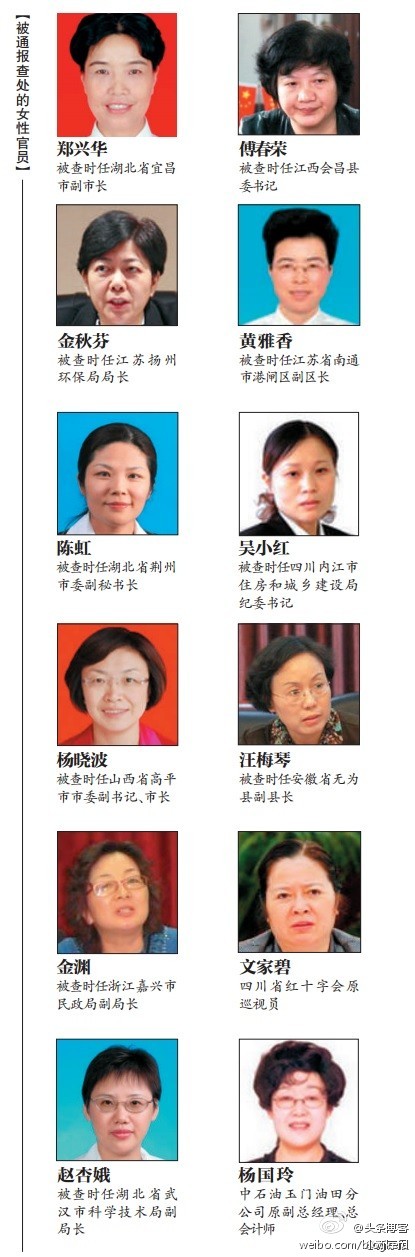 【被通报查处的女性官员】
郑兴华
被查时任湖北省宜昌
市副市长
傅春荣
被查时任江西会昌县
委书记
金秋芬
被查时任江苏扬州
环保局局长
黄雅香
被查时任江苏省南通
市港闸区副区长
陈虹
被查时任湖北省荆州
市委副秘书长
吴小红
被查时任四川内江市
住房和城乡建设局
纪委书记
杨晓波
被查时任山西省高平
市市委副书记、市长
汪梅琴
被查时任安徽省无为
县副县长
金渊
被查时任浙江嘉兴市
民政局副局长
文家碧
四川省红十字会原
巡视员
赵杏娥
被查时任湖北省武
汉市科学技术局副
局长
杨国玲
中石油玉门油田分
公司原副总经理、总
会计师
@头条博客